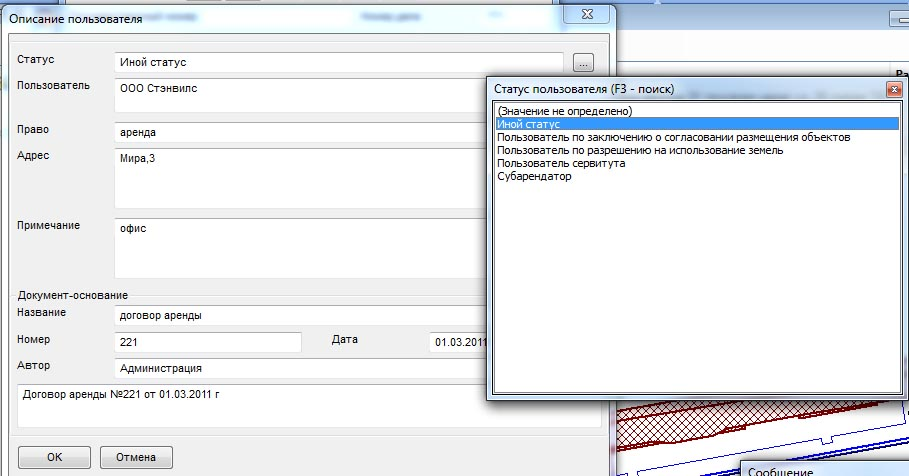 Описание пользователя
Статус
Иной статус
...
Пользователь
ООО Стэнвилс
Право
аренда
Адрес
Мира,3
Примечание
офис
Документ-основание
Название
договор аренды
Номер
221
Дата
01.03.2011
Автор
Администрация
Договор аренды №221 от 01.03.2011 г
OK
Отмена
Статус пользователя (F3 - поиск)
(Значение не определено)
Иной статус
Пользователь по заключению о согласовании размещения объектов
Пользователь по разрешению на использование земель
Пользователь сервитута
Субарендатор
Сообщение